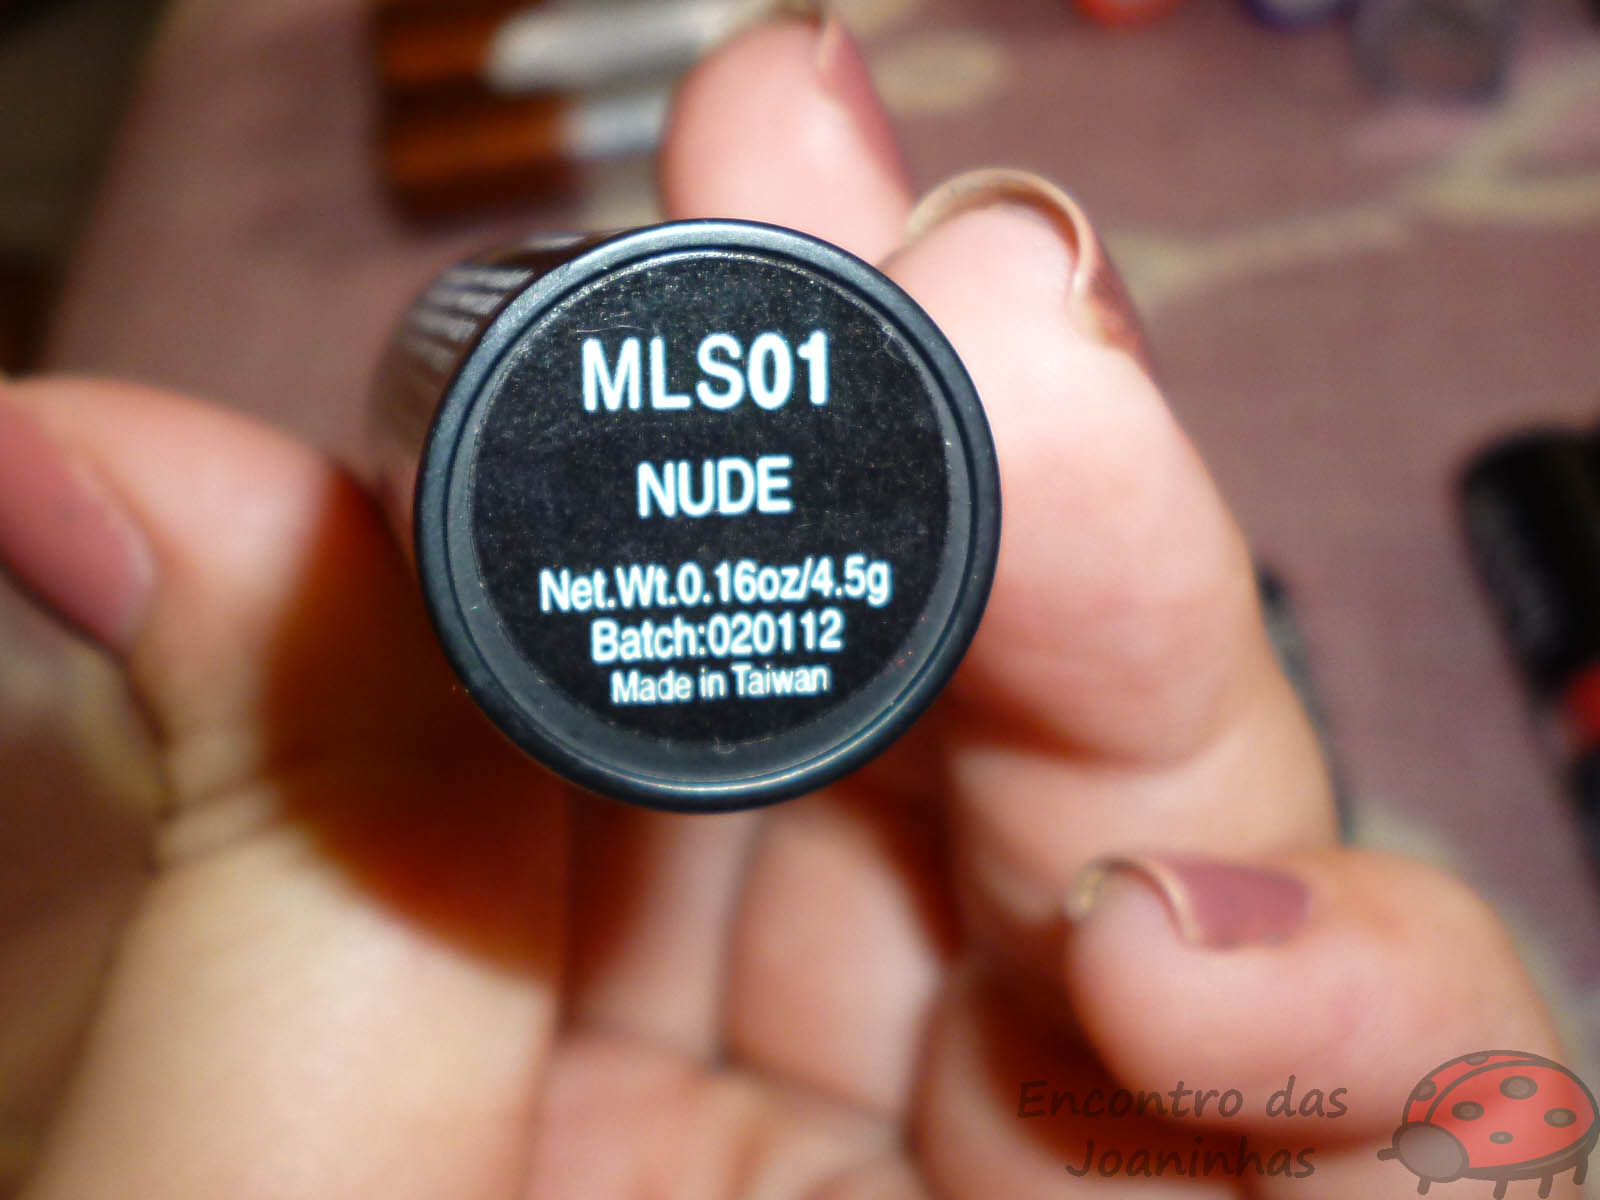 MLS01
NUDE
Net.Wt.0.16oz/4.5g
Batch:020112
Made in Taiwan
Encontro das
Joaninhas